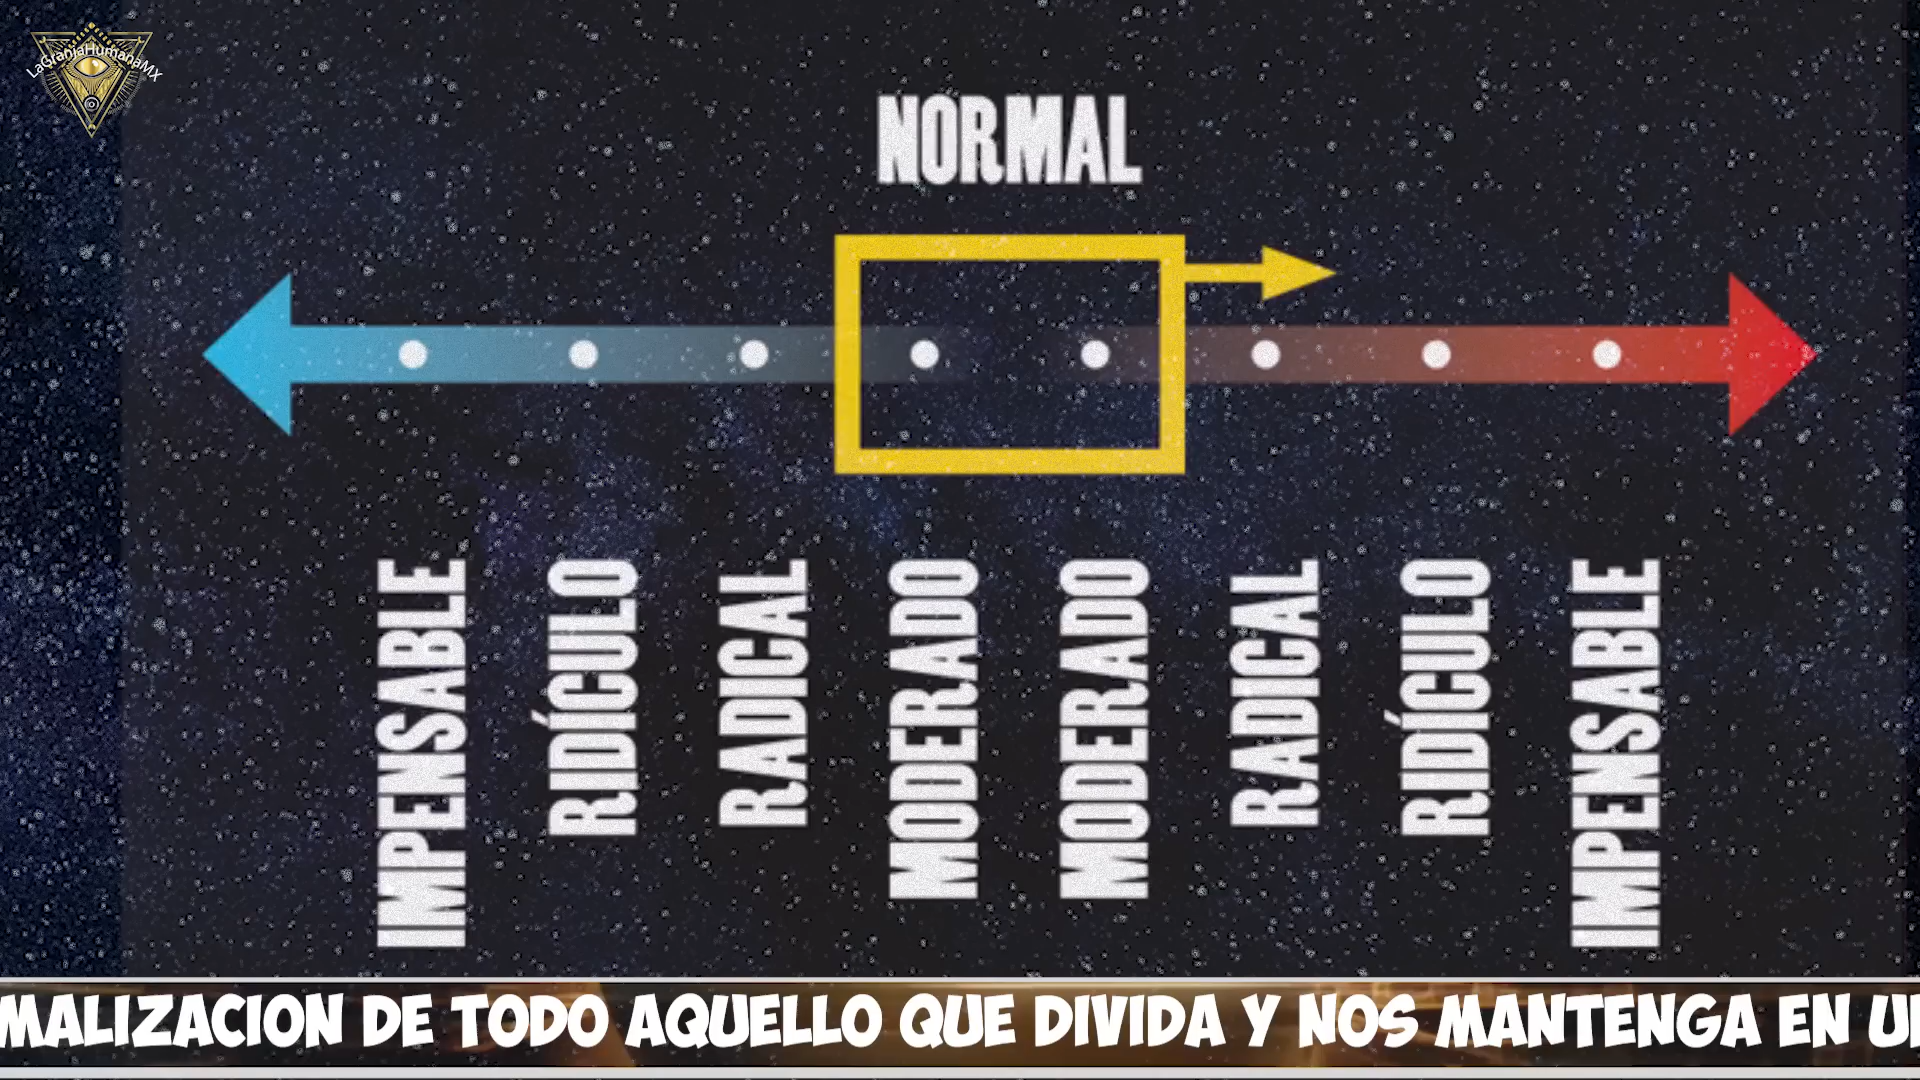 LaGranjaHumanaMX
NORMAL
IMPENSABLE
RIDÍCULO
RADICAL
MODERADO
MODERADO
RADICAL
RIDÍCULO
IMPENSABLE
MALIZACION DE TODO AQUELLO QUE DIVIDA Y NOS MANTENGA EN U